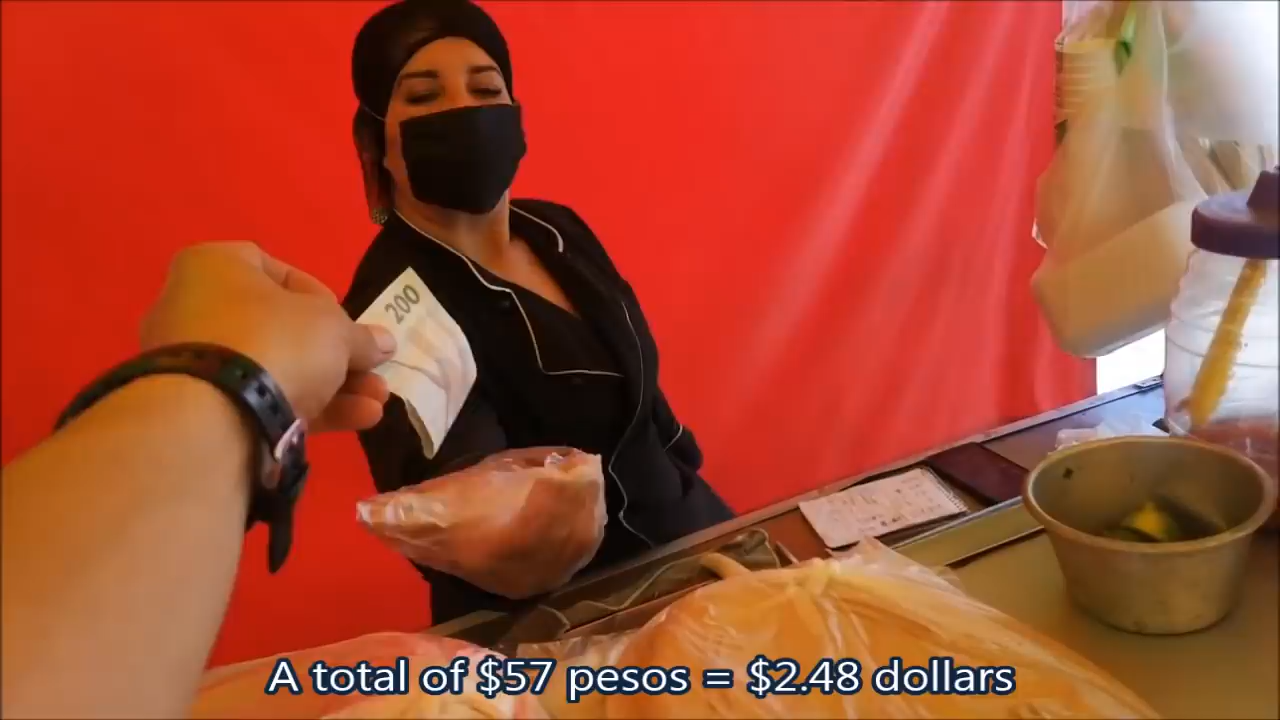 200
A total of $57 pesos = $2.48 dollars